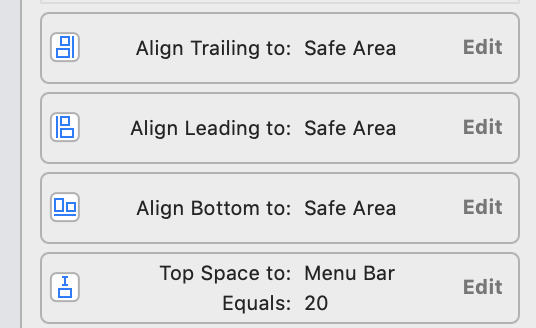 Align Trailing to: Safe Area Edit
Align Leading to: Safe Area Edit
Align Bottom to: Safe Area Edit
Top Space to: Menu Bar Edit
Equals: 20